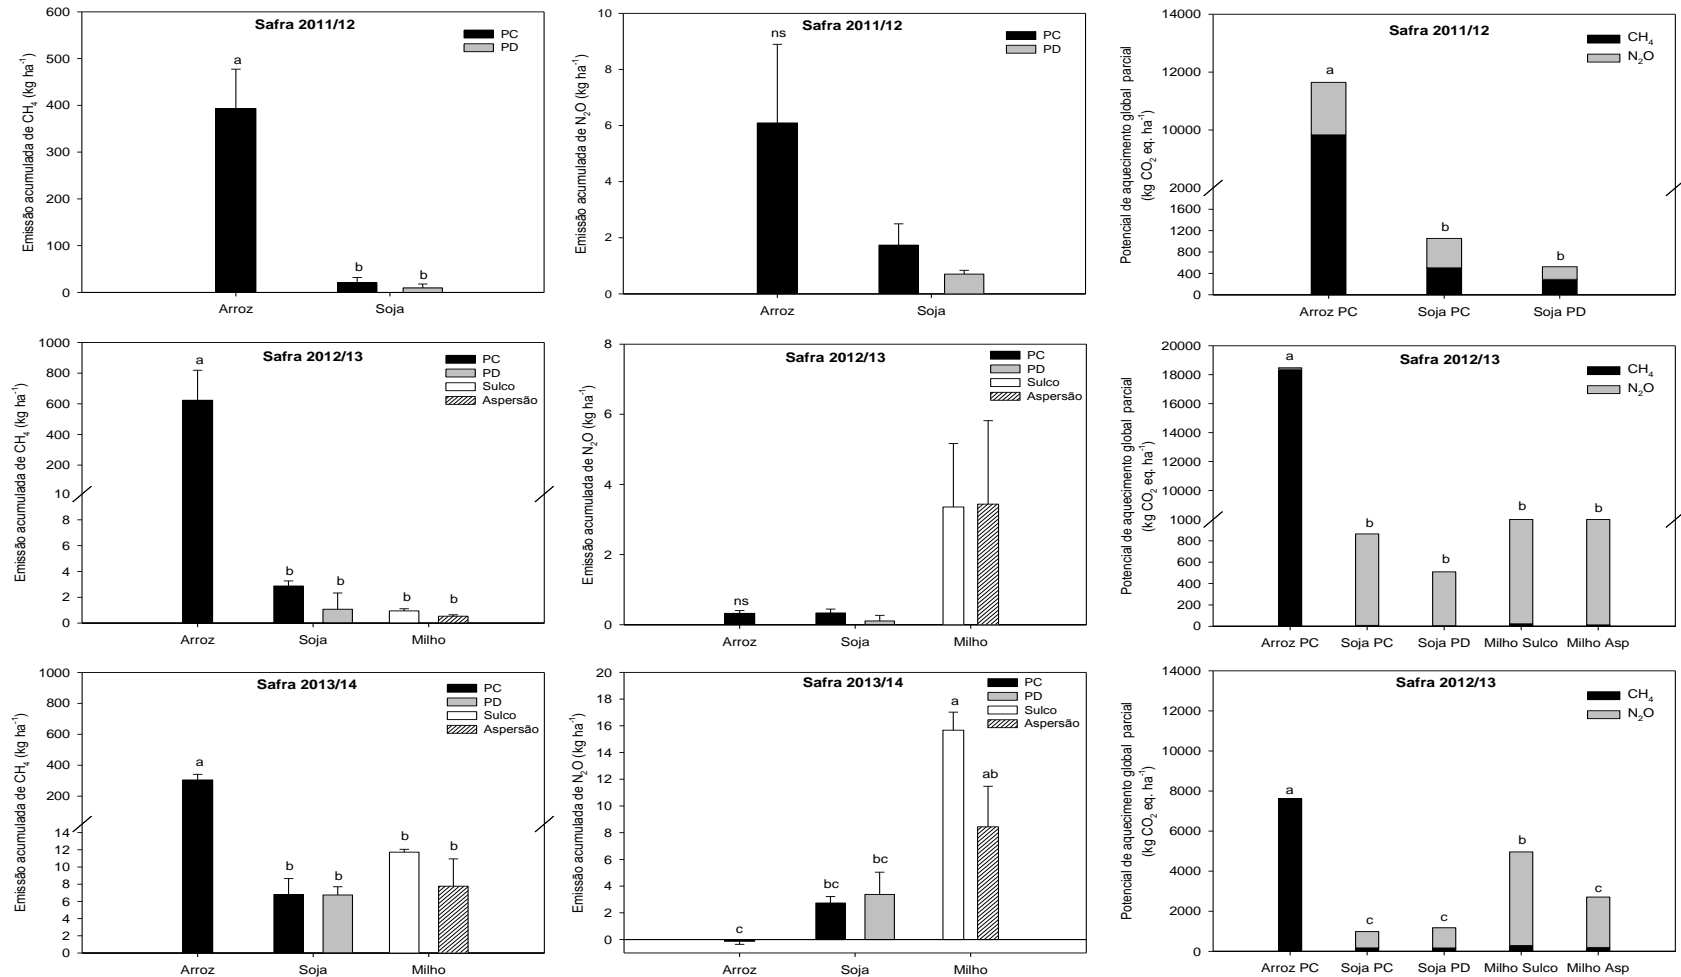 Safra 2011/12
PC
PD
Emissão acumulada de CH4 (kg ha-1)
700
600
500
400
300
200
100
0
a
b
b
Arroz
Soja
Safra 2011/12
PC
PD
Emissão acumulada de N2O (kg ha-1)
10
8
6
4
2
0
ns
Arroz
Soja
Safra 2011/12
CH4
N2O
Potencial de aquecimento global parcial
(kg CO2 eq. ha-1)
14000
12000
10000
2000
1600
1200
800
400
0
a
b
b
Arroz PC
Soja PC
Soja PD
Safra 2012/13
PC
PD
Sulco
Aspersão
Emissão acumulada de CH4 (kg ha-1)
1000
800
600
400
200
10
8
6
4
2
0
a
b
b
b
b
Arroz
Soja
Milho
Safra 2012/13
PC
PD
Sulco
Aspersão
Emissão acumulada de N2O (kg ha-1)
8
6
4
2
0
ns
Arroz
Soja
Milho
Safra 2012/13
CH4
N2O
Potencial de aquecimento global parcial
(kg CO2 eq. ha-1)
20000
18000
16000
14000
12000
10000
1000
800
600
400
200
0
a
b
b
b
b
Arroz PC
Soja PC
Soja PD
Milho Sulco
Milho Asp
Safra 2013/14
PC
PD
Sulco
Aspersão
Emissão acumulada de CH4 (kg ha-1)
1000
800
600
400
200
14
12
10
8
6
4
2
0
a
b
b
b
b
Arroz
Soja
Milho
Safra 2013/14
PC
PD
Sulco
Aspersão
Emissão acumulada de N2O (kg ha-1)
20
18
16
14
12
10
8
6
4
2
0
c
bc
bc
a
ab
Arroz
Soja
Milho
Safra 2012/13
CH4
N2O
Potencial de aquecimento global parcial
(kg CO2 eq. ha-1)
14000
12000
10000
8000
6000
4000
2000
0
a
c
c
b
c
Arroz PC
Soja PC
Soja PD
Milho Sulco
Milho Asp